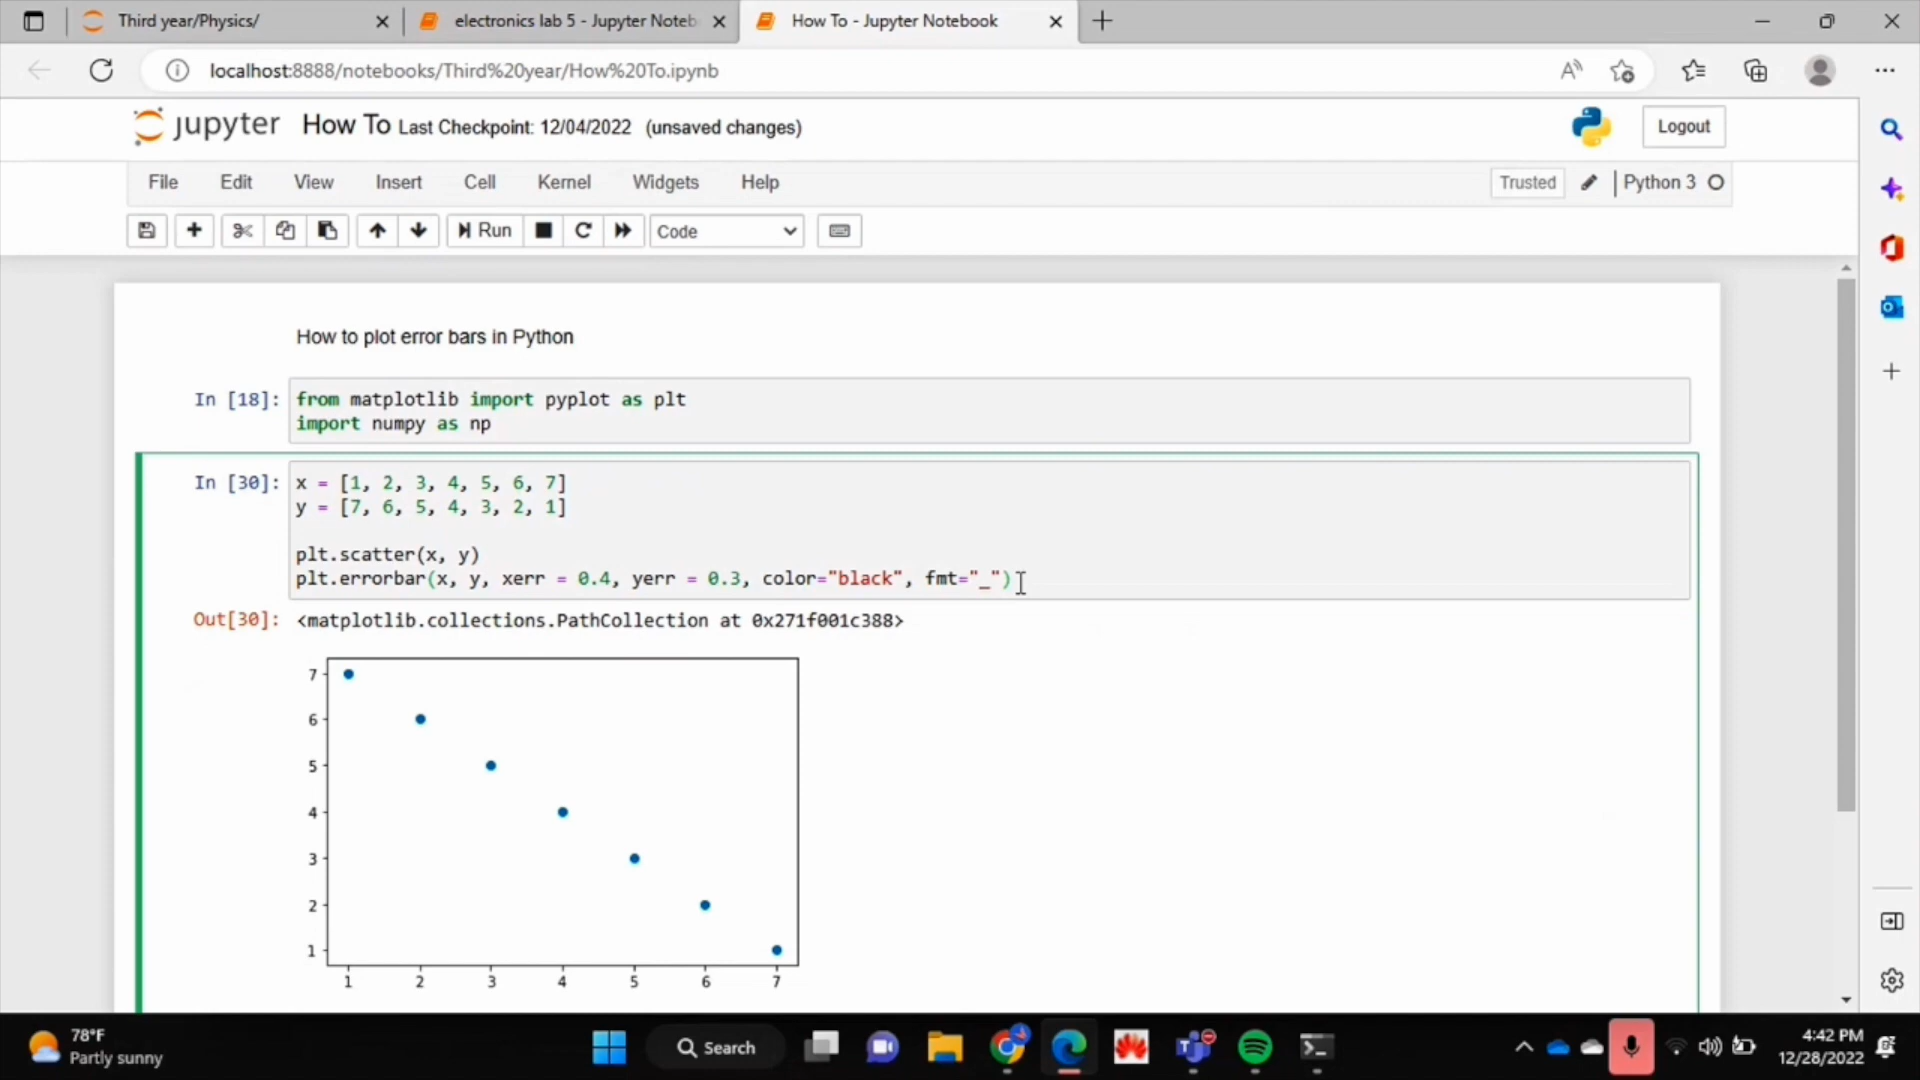 Third year/Physics/
electronics lab 5 - Jupyter Noteb
How To - Jupyter Notebook
localhost:8888/notebooks/Third%20year/How%20To.ipynb
jupyter How To Last Checkpoint: 12/04/2022 (unsaved changes)
Logout
File Edit View Insert Cell Kernel Widgets Help
Trusted Python 3
Run Code
How to plot error bars in Python
In [18]: from matplotlib import pyplot as plt
import numpy as np
In [30]: x = [1, 2, 3, 4, 5, 6, 7]
y = [7, 6, 5, 4, 3, 2, 1]
plt.scatter(x, y)
plt.errorbar(x, y, xerr = 0.4, yerr = 0.3, color="black", fmt="_")
Out[30]: <matplotlib.collections.PathCollection at 0x271f001c388>
7
6
5
4
3
2
1
1 2 3 4 5 6 7
78°F
Partly sunny
Search
4:42 PM
12/28/2022